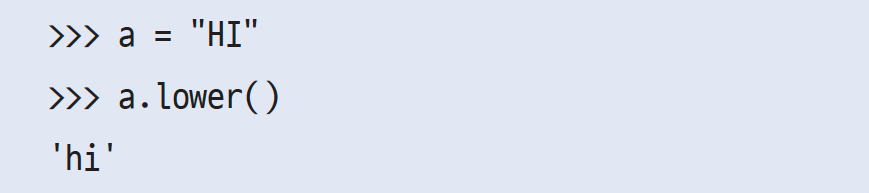 >>> a = "HI"
>>> a.lower()
'hi'